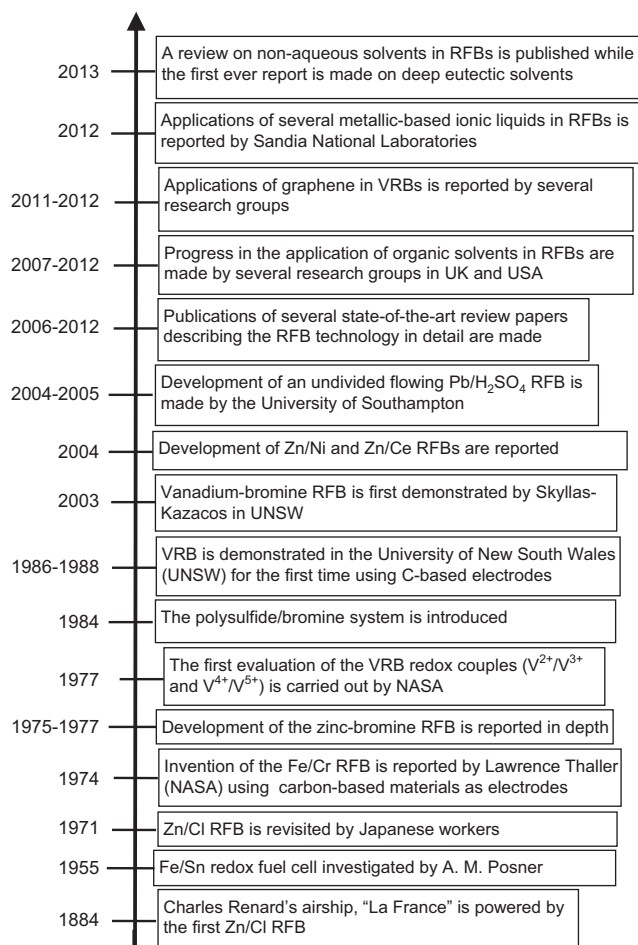 2013
A review on non-aqueous solvents in RFBs is published while
the first ever report is made on deep eutectic solvents
2012
Applications of several metallic-based ionic liquids in RFBs is
reported by Sandia National Laboratories
2011-2012
Applications of graphene in VRBs is reported by several
research groups
2007-2012
Progress in the application of organic solvents in RFBs are
made by several research groups in UK and USA
2006-2012
Publications of several state-of-the-art review papers
describing the RFB technology in detail are made
2004-2005
Development of an undivided flowing Pb/H₂SO₄ RFB is
made by the University of Southampton
2004
Development of Zn/Ni and Zn/Ce RFBs are reported
2003
Vanadium-bromine RFB is first demonstrated by Skyllas-
Kazacos in UNSW
1986-1988
VRB is demonstrated in the University of New South Wales
(UNSW) for the first time using C-based electrodes
1984
The polysulfide/bromine system is introduced
1977
The first evaluation of the VRB redox couples (V²⁺/V³⁺
and V⁴⁺/V⁵⁺) is carried out by NASA
1975-1977
Development of the zinc-bromine RFB is reported in depth
1974
Invention of the Fe/Cr RFB is reported by Lawrence Thaller
(NASA) using carbon-based materials as electrodes
1971
Zn/Cl RFB is revisited by Japanese workers
1955
Fe/Sn redox fuel cell investigated by A. M. Posner
1884
Charles Renard's airship, "La France" is powered by
the first Zn/Cl RFB